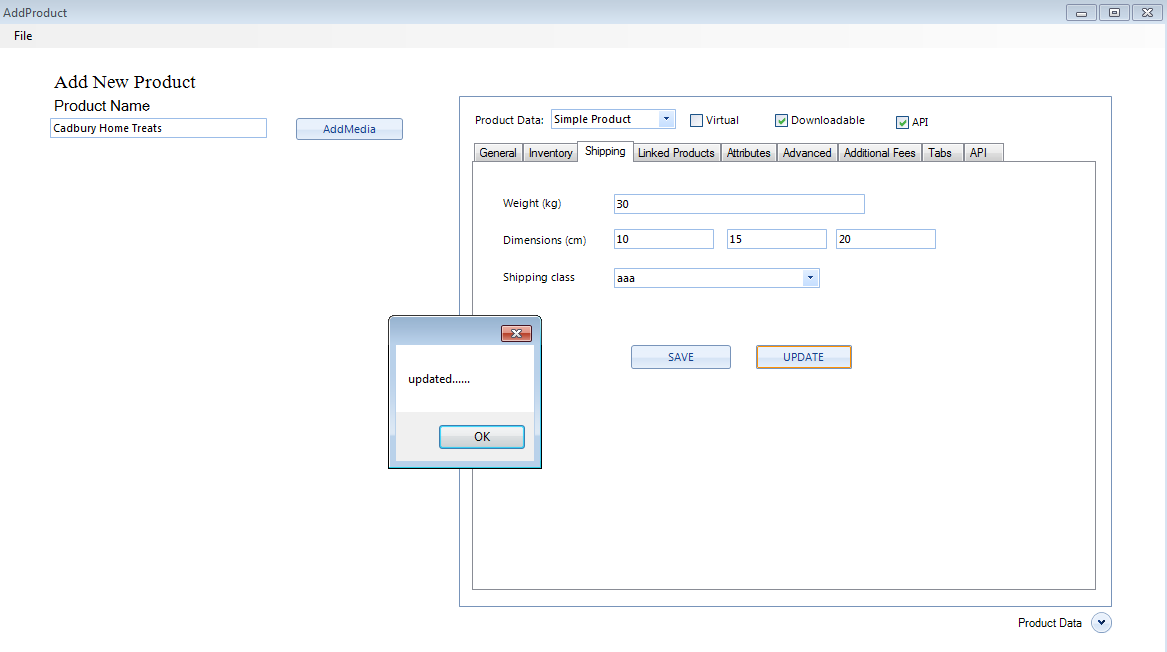 AddProduct
File
Add New Product
Product Name
Cadbury Home Treats
AddMedia
Product Data: Simple Product Virtual Downloadable API
General Inventory Shipping Linked Products Attributes Advanced Additional Fees Tabs API
Weight (kg) 30
Dimensions (cm) 10 15 20
Shipping class aaa
SAVE UPDATE
updated......
OK
Product Data